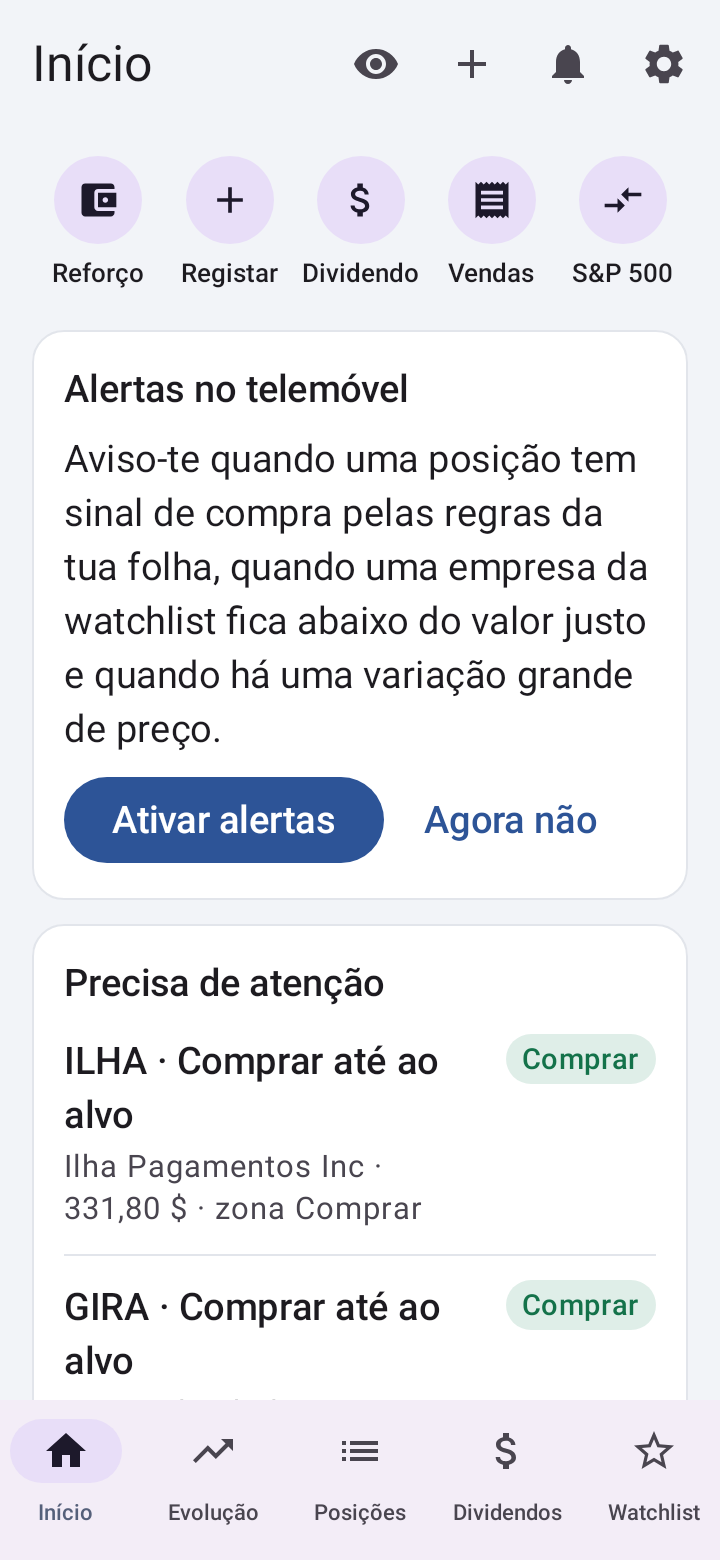 Início
Reforço
Registar
Dividendo
Vendas
S&P 500
Alertas no telemóvel
Aviso-te quando uma posição tem
sinal de compra pelas regras da
tua folha, quando uma empresa da
watchlist fica abaixo do valor justo
e quando há uma variação grande
de preço.
Ativar alertas
Agora não
Precisa de atenção
ILHA · Comprar até ao
alvo
Comprar
Ilha Pagamentos Inc ·
331,80 $ · zona Comprar
GIRA · Comprar até ao
alvo
Comprar
Início
Evolução
Posições
Dividendos
Watchlist